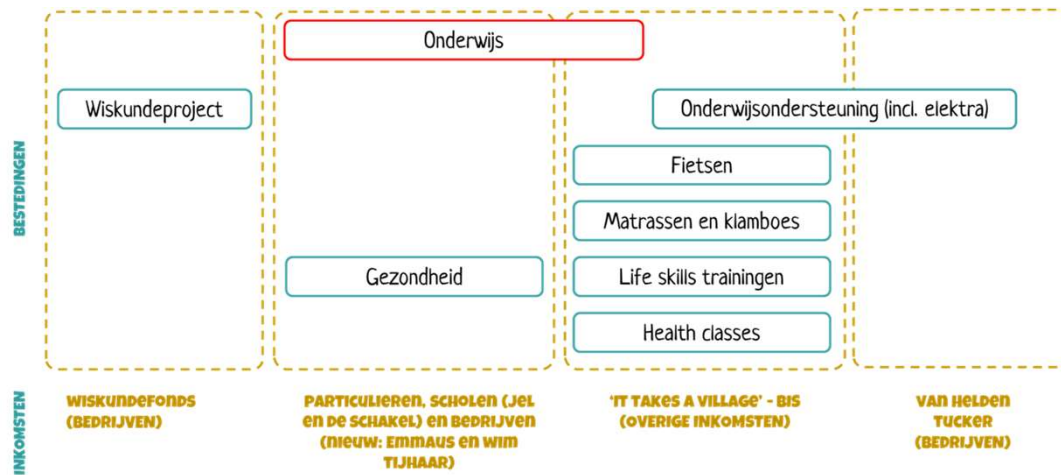 Onderwijs
Wiskundeproject
Onderwijsondersteuning (incl. elektra)
Fietsen
Matrassen en klamboes
Gezondheid
Life skills trainingen
Health classes
BESTEDINGEN
INKOMSTEN
WISKUNDEFONDS
(BEDRIJVEN)
PARTICULIEREN, SCHOLEN (JEL
EN DE SCHAKEL) EN BEDRIJVEN
(NIEUW: EMMAUS EN WIM
TIJHAAR)
'IT TAKES A VILLAGE' - BIS
(OVERIGE INKOMSTEN)
VAN HELDEN
TUCKER
(BEDRIJVEN)